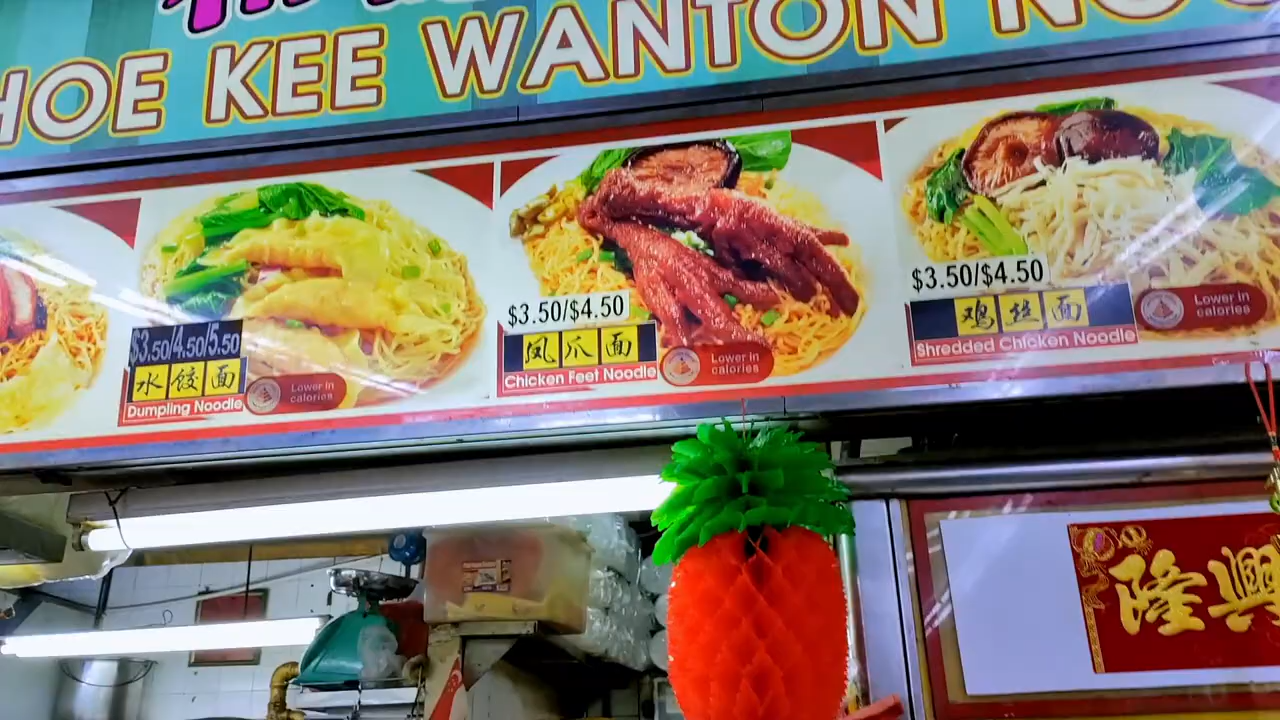 HOE KEE WANTON NOO
$3.50/4.50/5.50
水饺面
Dumpling Noodle
Lower in
calories
$3.50/$4.50
凤爪面
Chicken Feet Noodle
Lower in
calories
$3.50/$4.50
鸡丝面
Shredded Chicken Noodle
Lower in
calories
隆興